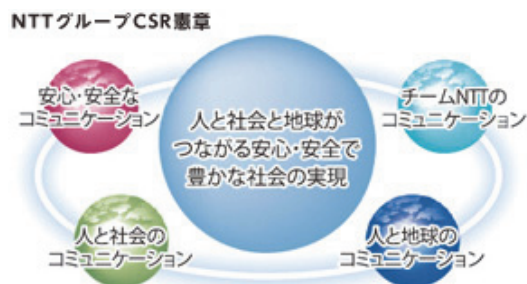 NTTグループCSR憲章
安心・安全な
コミュニケーション
人と社会と地球が
つながる安心・安全で
豊かな社会の実現
チームNTTの
コミュニケーション
人と社会の
コミュニケーション
人と地球の
コミュニケーション